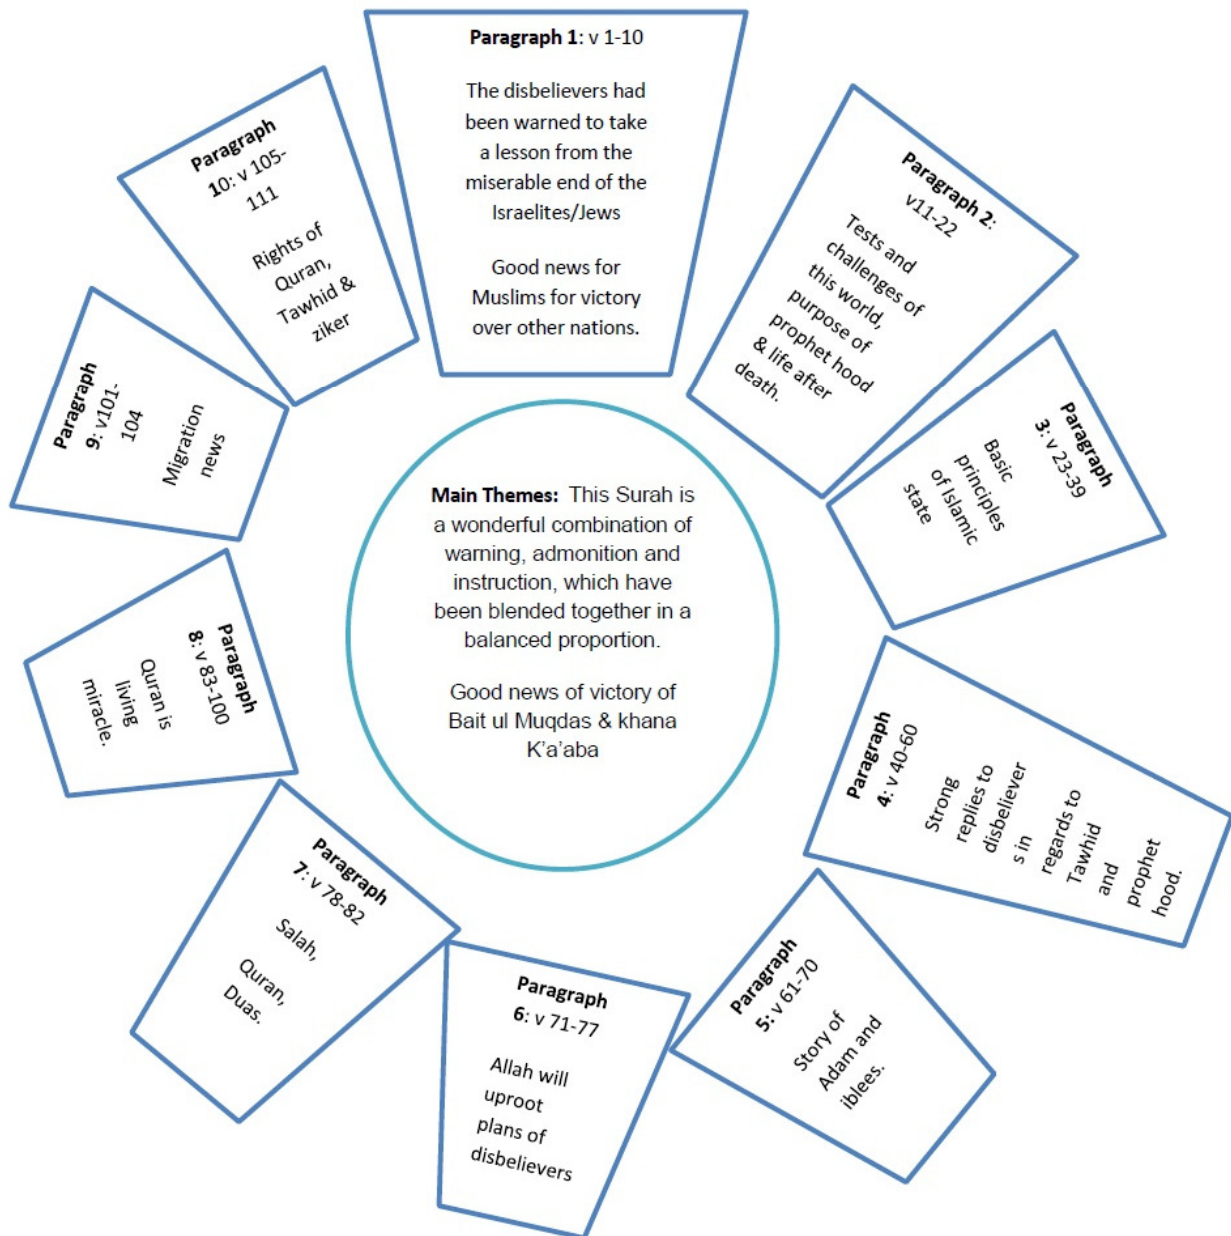 Paragraph 1: v 1-10
The disbelievers had
been warned to take
a lesson from the
miserable end of the
Israelites/Jews
Good news for
Muslims for victory
over other nations.
Paragraph 2:
v11-22
Tests and
challenges of
this world,
purpose of
prophet hood
& life after
death.
Paragraph
3: v 23-39
Basic
principles
of Islamic
state
Paragraph
4: v 40-60
Strong
replies to
disbeliever
s in
regards to
Tawhid
and
prophet
hood.
Paragraph
5: v 61-70
Story of
Adam and
iblees.
Paragraph
6: v 71-77
Allah will
uproot
plans of
disbelievers
Paragraph
7: v 78-82
Salah,
Quran,
Duas.
Paragraph
8: v 83-100
Quran is
living
miracle.
Paragraph
9: v101-
104
Migration
news
Paragraph
10: v 105-
111
Rights of
Quran,
Tawhid &
ziker
Main Themes: This Surah is
a wonderful combination of
warning, admonition and
instruction, which have
been blended together in a
balanced proportion.
Good news of victory of
Bait ul Muqdas & khana
K'a'aba